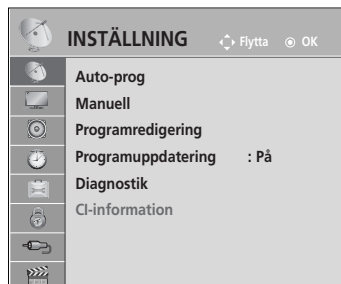 INSTÄLLNING Flytta OK
Auto-prog
Manuell
Programredigering
Programuppdatering : På
Diagnostik
CI-information